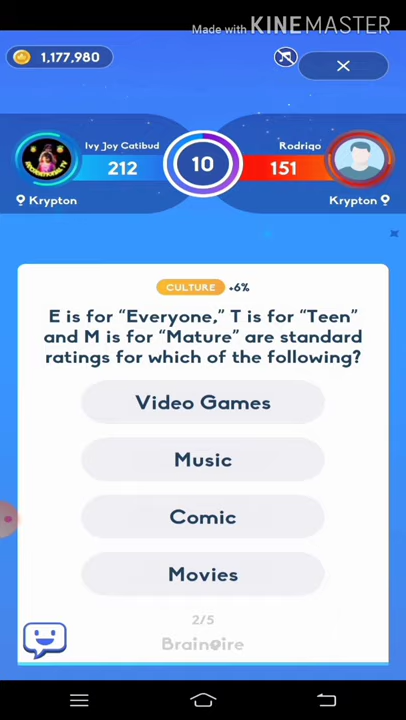 Made with KINEMASTER
1,177,980
Ivy Joy Catibud
Rodrigo
212
10
151
Krypton
Krypton
CULTURE +6%
E is for “Everyone,” T is for “Teen”
and M is for “Mature” are standard
ratings for which of the following?
Video Games
Music
Comic
Movies
2/5